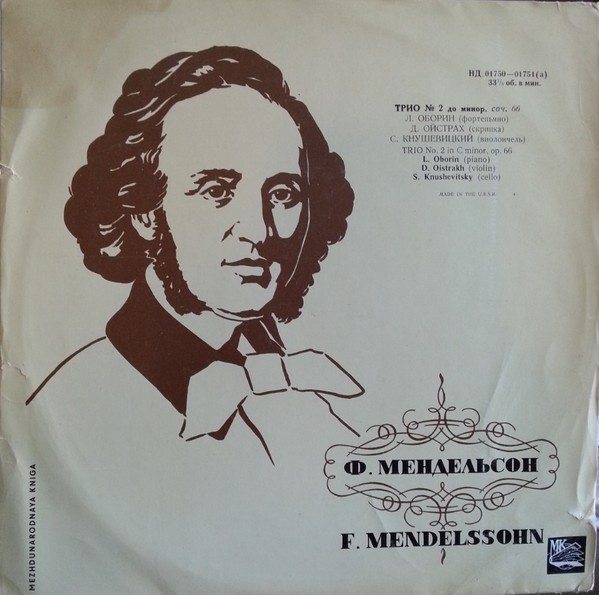 НД. 01750—01751(а)
33⅓ об. в мин.
ТРИО № 2 до минор. соч. 66
Л. ОБОРИН (фортепьяно)
Д. ОЙСТРАХ (скрипка)
С. КНУШЕВИЦКИЙ (виолончель)
TRIO No. 2 in C minor, op. 66
L. Oborin (piano)
D. Oistrakh (violin)
S. Knushevitsky (cello)
MADE IN THE U.S.S.R.
Ф. МЕНДЕЛЬСОН
F. MENDELSSOHN
MEZHDUNARODNAYA KNIGA
МК